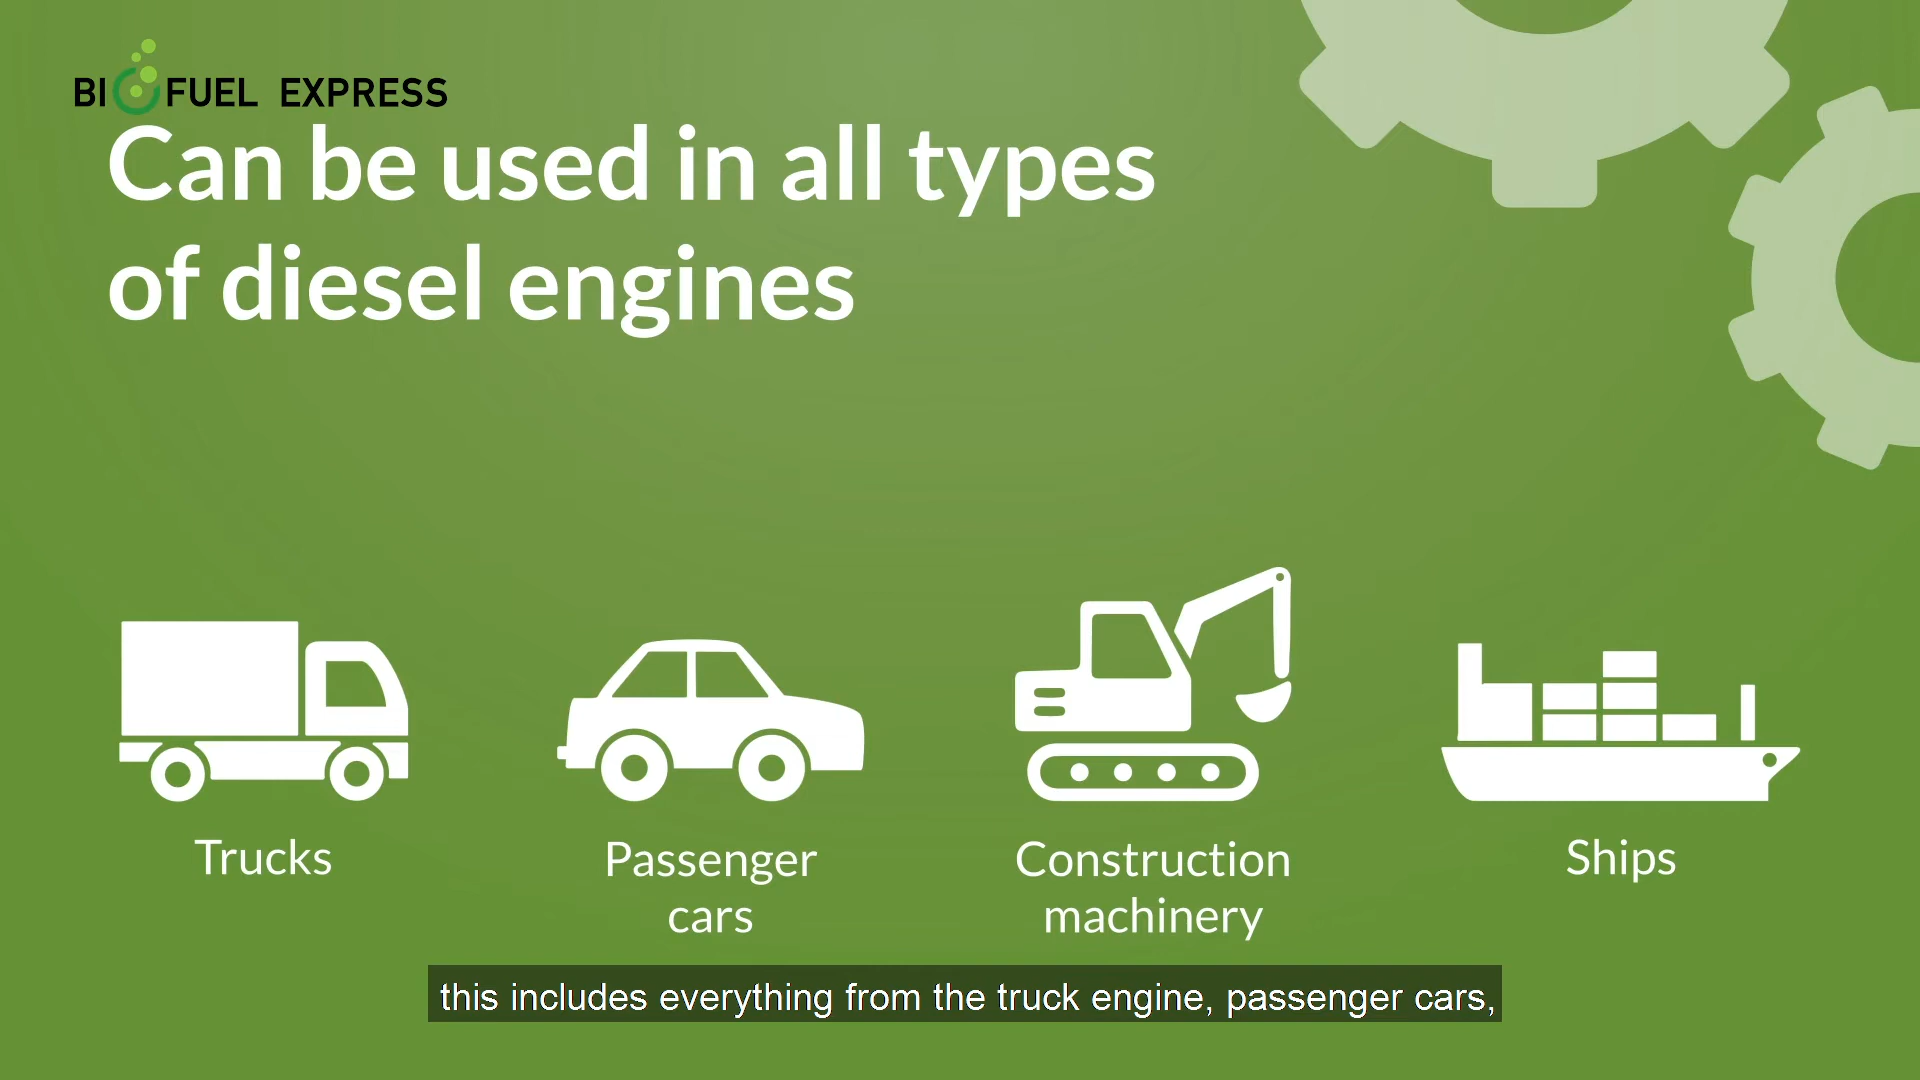 BIOFUEL EXPRESS
Can be used in all types
of diesel engines
Trucks
Passenger
cars
Construction
machinery
Ships
this includes everything from the truck engine, passenger cars,